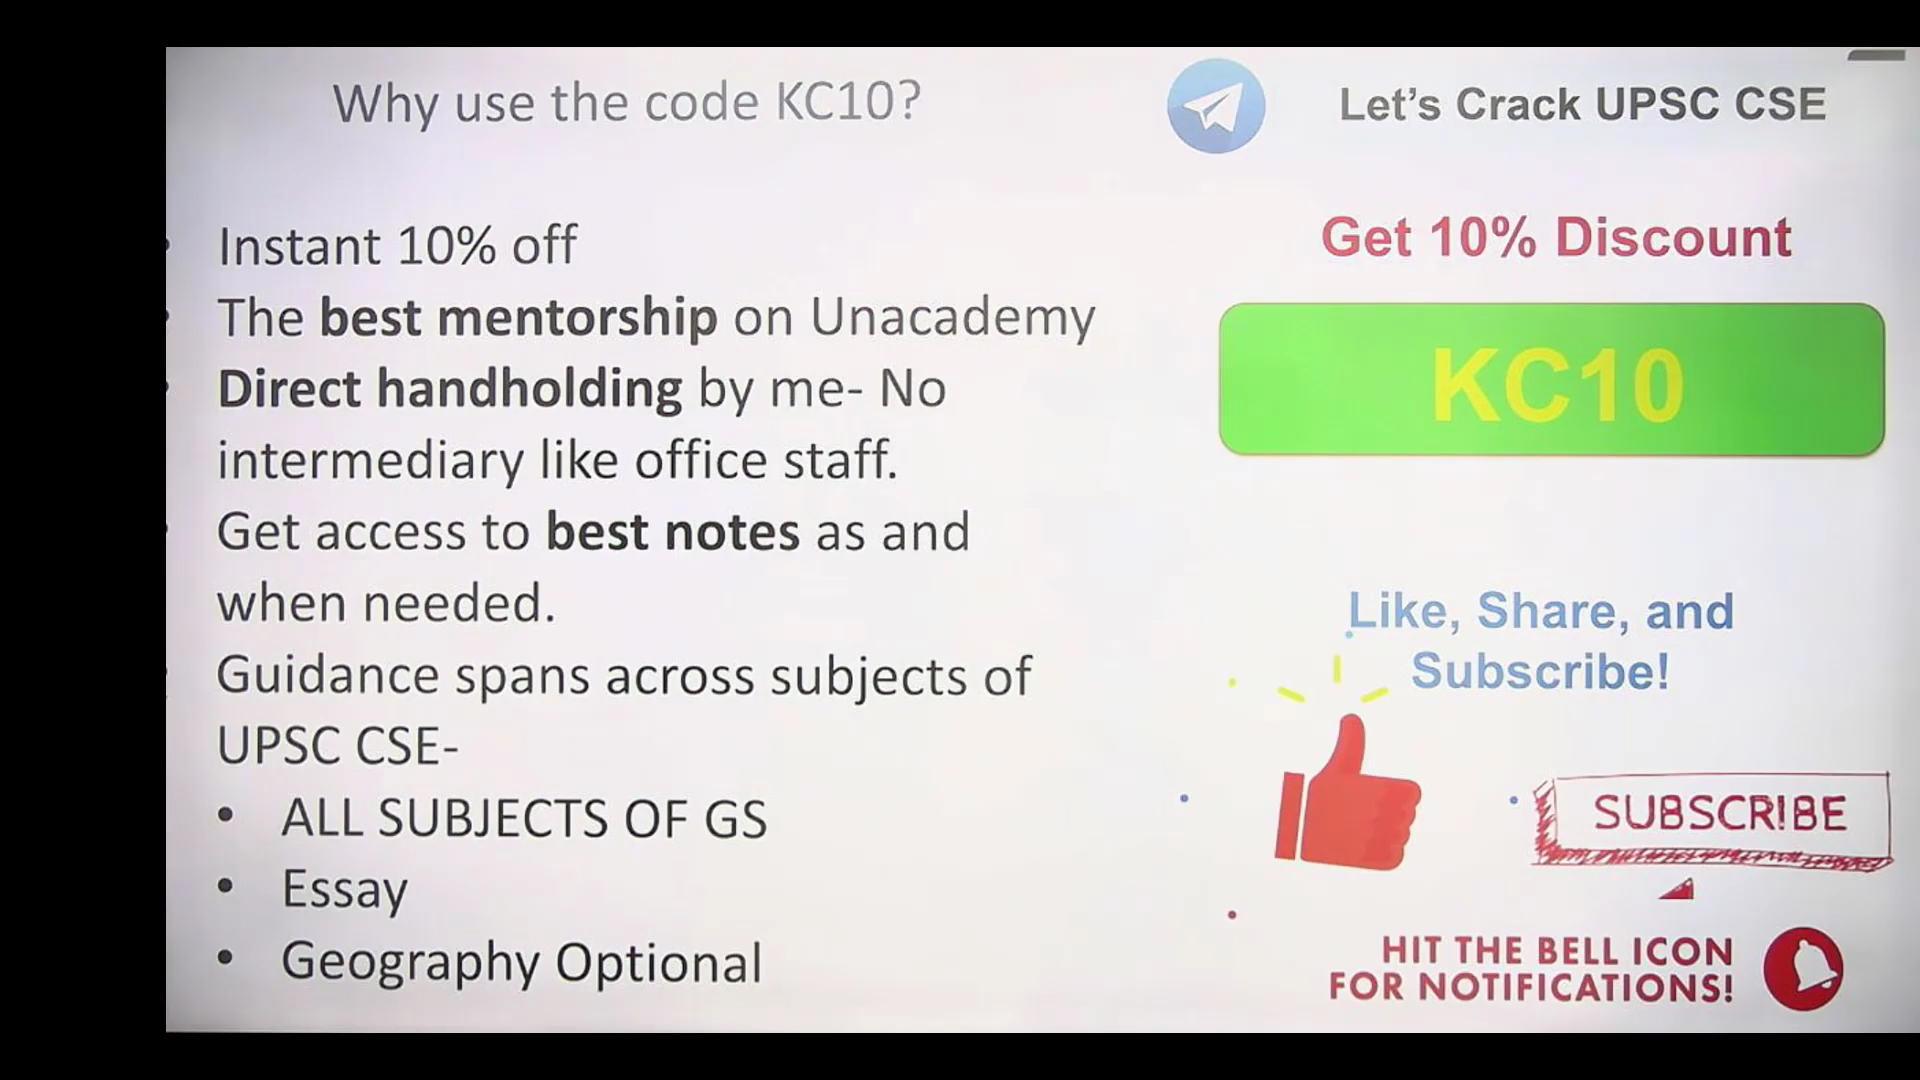 Why use the code KC10?
• Instant 10% off
• The best mentorship on Unacademy
• Direct handholding by me- No
intermediary like office staff.
• Get access to best notes as and
when needed.
• Guidance spans across subjects of
UPSC CSE-
• ALL SUBJECTS OF GS
• Essay
• Geography Optional
Let's Crack UPSC CSE
Get 10% Discount
KC10
Like, Share, and
Subscribe!
SUBSCRIBE
HIT THE BELL ICON
FOR NOTIFICATIONS!